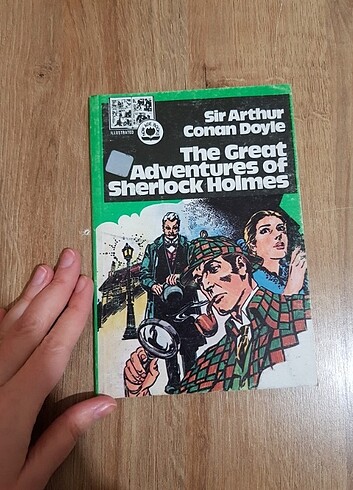 ILLUSTRATED
Sir Arthur
Conan Doyle
The Great
Adventures of
Sherlock Holmes